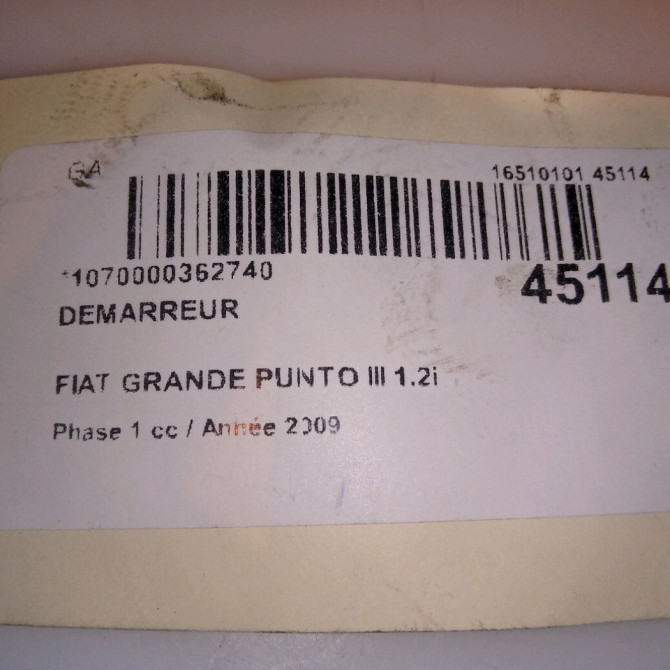 GA
16510101 45114
*1070000362740
45114
DEMARREUR
FIAT GRANDE PUNTO III 1.2i
Phase 1 cc / Année 2009